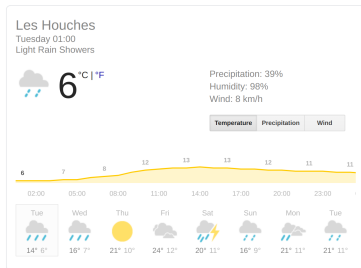 Les Houches
Tuesday 01:00
Light Rain Showers
6 °C | °F
Precipitation: 39%
Humidity: 98%
Wind: 8 km/h
Temperature Precipitation Wind
6 7 8 12 13 13 12 11 11
02:00 05:00 08:00 11:00 14:00 17:00 20:00 23:00
Tue Wed Thu Fri Sat Sun Mon Tue
14° 6° 16° 7° 21° 10° 24° 12° 20° 11° 16° 9° 21° 11° 21° 11°